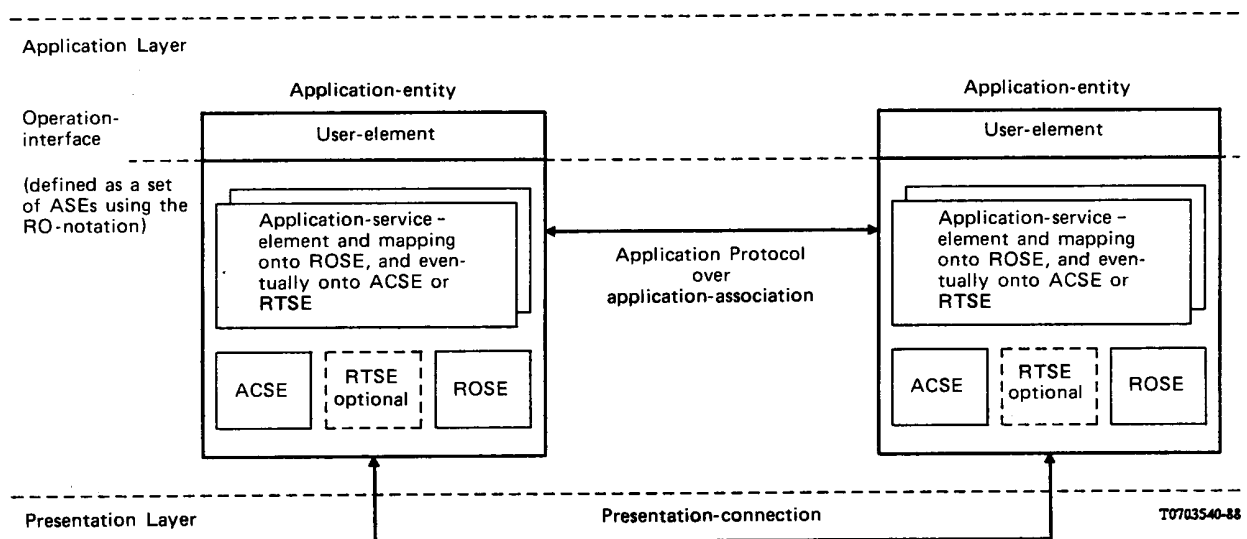 Application Layer
Application-entity
Application-entity
Operation-
interface
User-element
User-element
(defined as a set
of ASEs using the
RO-notation)
Application-service -
element and mapping
onto ROSE, and even-
tually onto ACSE or
RTSE
Application Protocol
over
application-association
Application-service -
element and mapping
onto ROSE, and even-
tually onto ACSE or
RTSE
ACSE
RTSE
optional
ROSE
ACSE
RTSE
optional
ROSE
Presentation Layer
Presentation-connection
T0703540-88